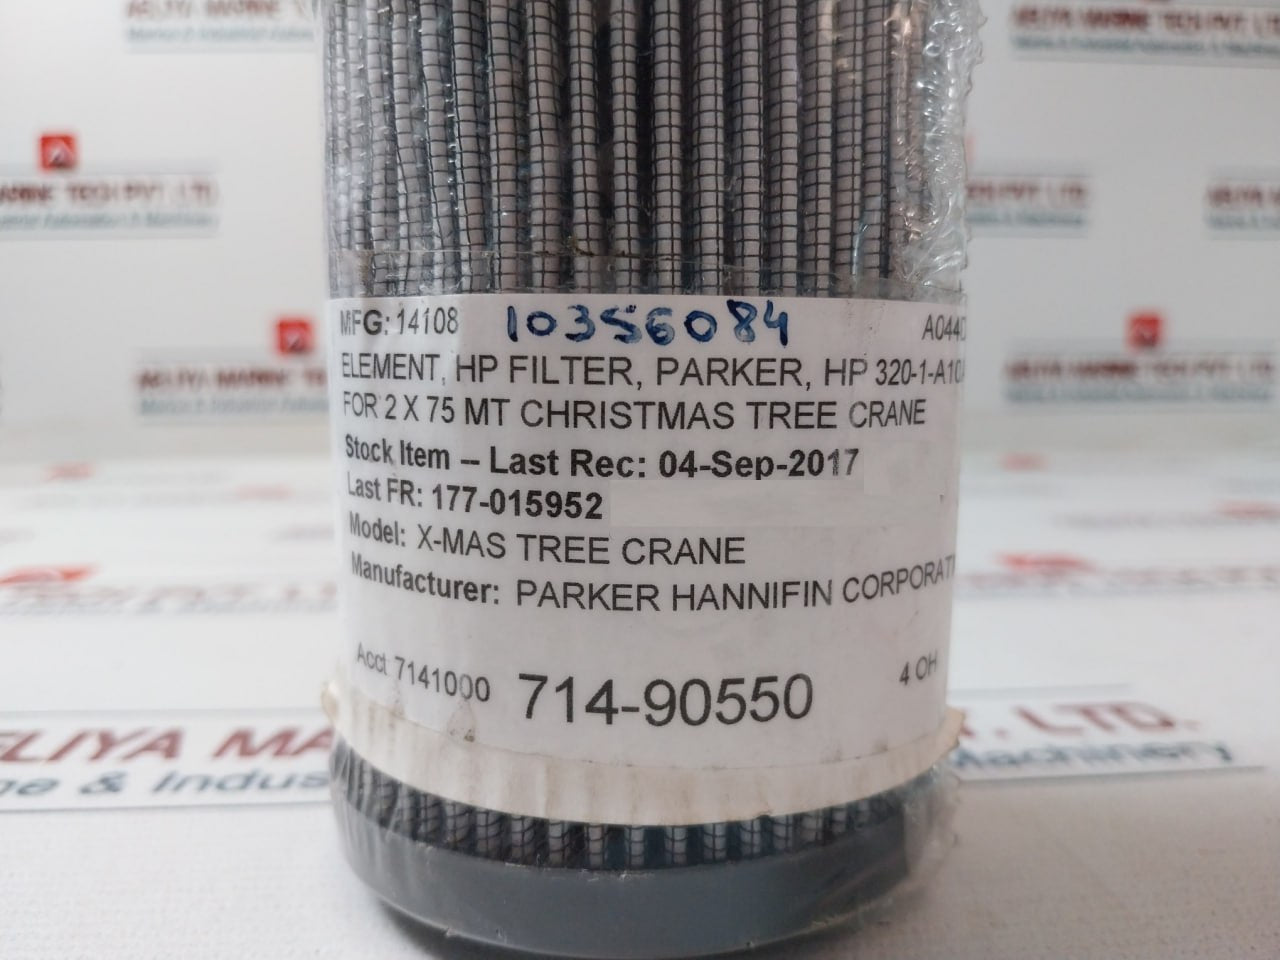 MFG: 14108 10356084 A044
ELEMENT, HP FILTER, PARKER, HP 320-1-A10
FOR 2 X 75 MT CHRISTMAS TREE CRANE
Stock Item -- Last Rec: 04-Sep-2017
Last FR: 177-015952
Model: X-MAS TREE CRANE
Manufacturer: PARKER HANNIFIN CORPORATI
Acct 7141000 714-90550 4 OH